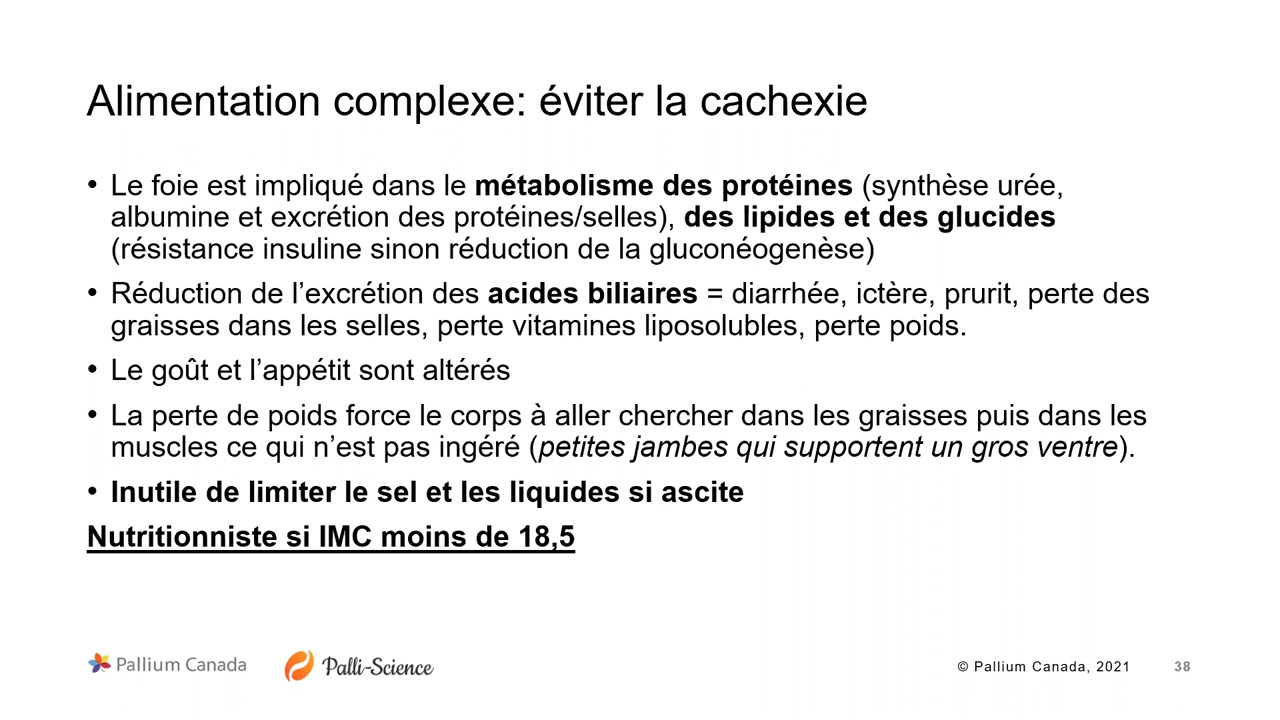 Alimentation complexe: éviter la cachexie
• Le foie est impliqué dans le métabolisme des protéines (synthèse urée,
albumine et excrétion des protéines/selles), des lipides et des glucides
(résistance insuline sinon réduction de la gluconéogenèse)
• Réduction de l’excrétion des acides biliaires = diarrhée, ictère, prurit, perte des
graisses dans les selles, perte vitamines liposolubles, perte poids.
• Le goût et l’appétit sont altérés
• La perte de poids force le corps à aller chercher dans les graisses puis dans les
muscles ce qui n’est pas ingéré (petites jambes qui supportent un gros ventre).
• Inutile de limiter le sel et les liquides si ascite
Nutritionniste si IMC moins de 18,5
Pallium Canada
Palli-Science
© Pallium Canada, 2021
38